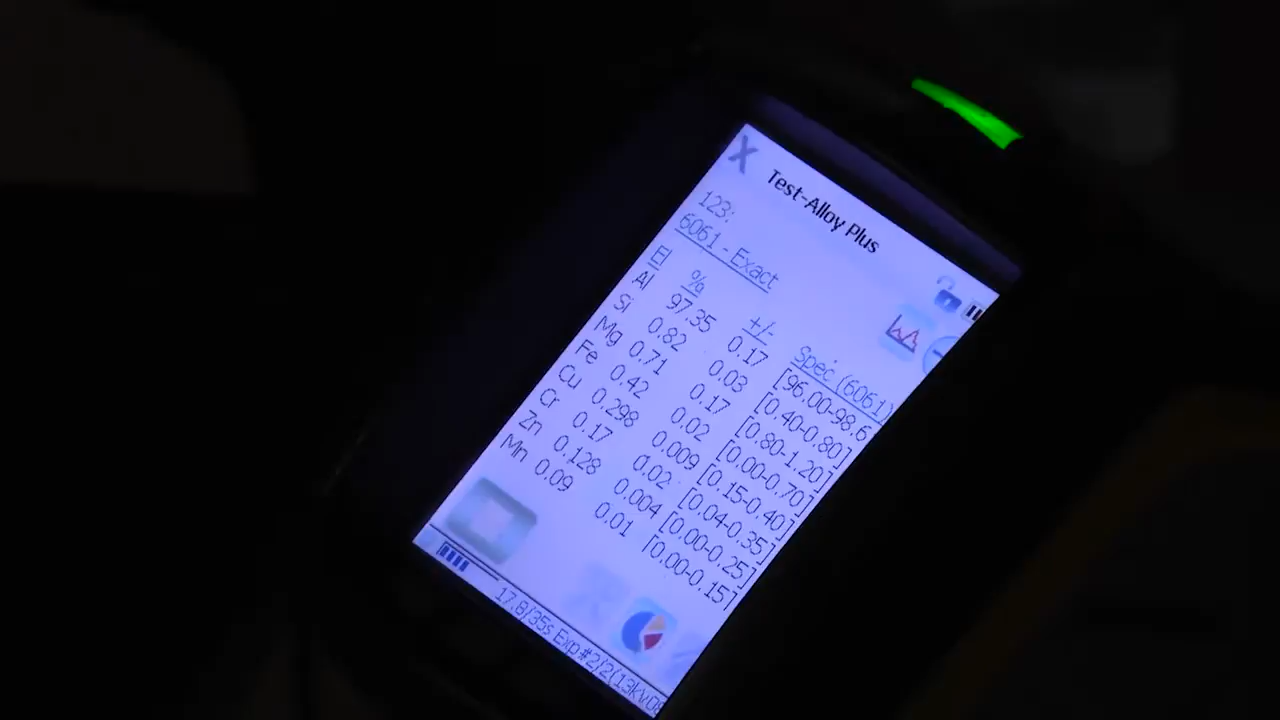 Test-Alloy Plus
123:
6061 - Exact
El % +/- Spec (6061)
Al 97.35 0.17 [96.00-98.6
Si 0.82 0.03 [0.40-0.80]
Mg 0.71 0.17 [0.80-1.20]
Fe 0.42 0.02 [0.00-0.70]
Cu 0.298 0.009 [0.15-0.40]
Cr 0.17 0.02 [0.04-0.35]
Zn 0.128 0.004 [0.00-0.25]
Mn 0.09 0.01 [0.00-0.15]
17.8/35s Exp#2/2(13kV,